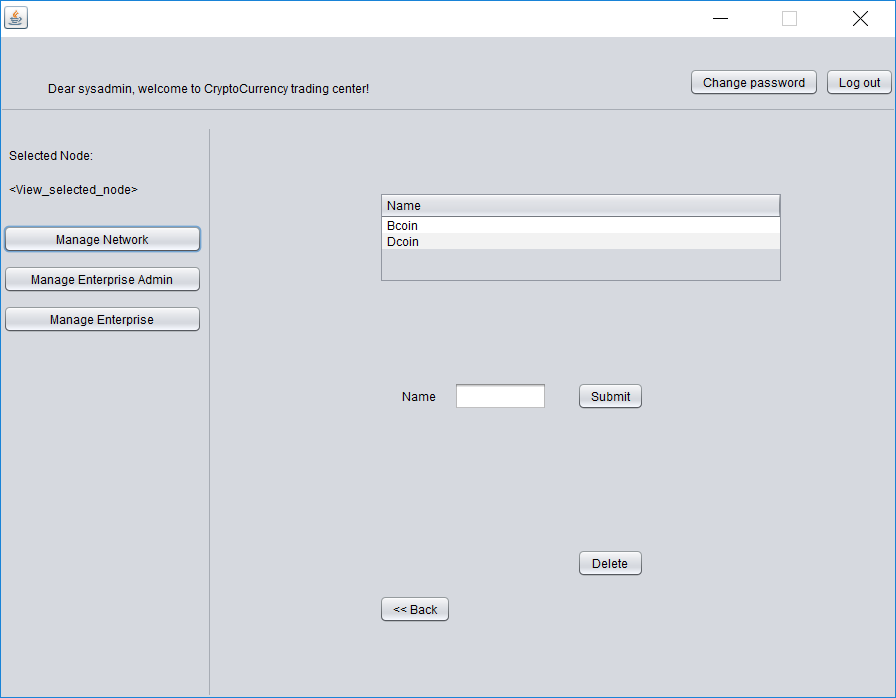 Dear sysadmin, welcome to CryptoCurrency trading center!
Change password
Log out
Selected Node:
<View_selected_node>
Manage Network
Manage Enterprise Admin
Manage Enterprise
Name
Bcoin
Dcoin
Name
Submit
Delete
<< Back